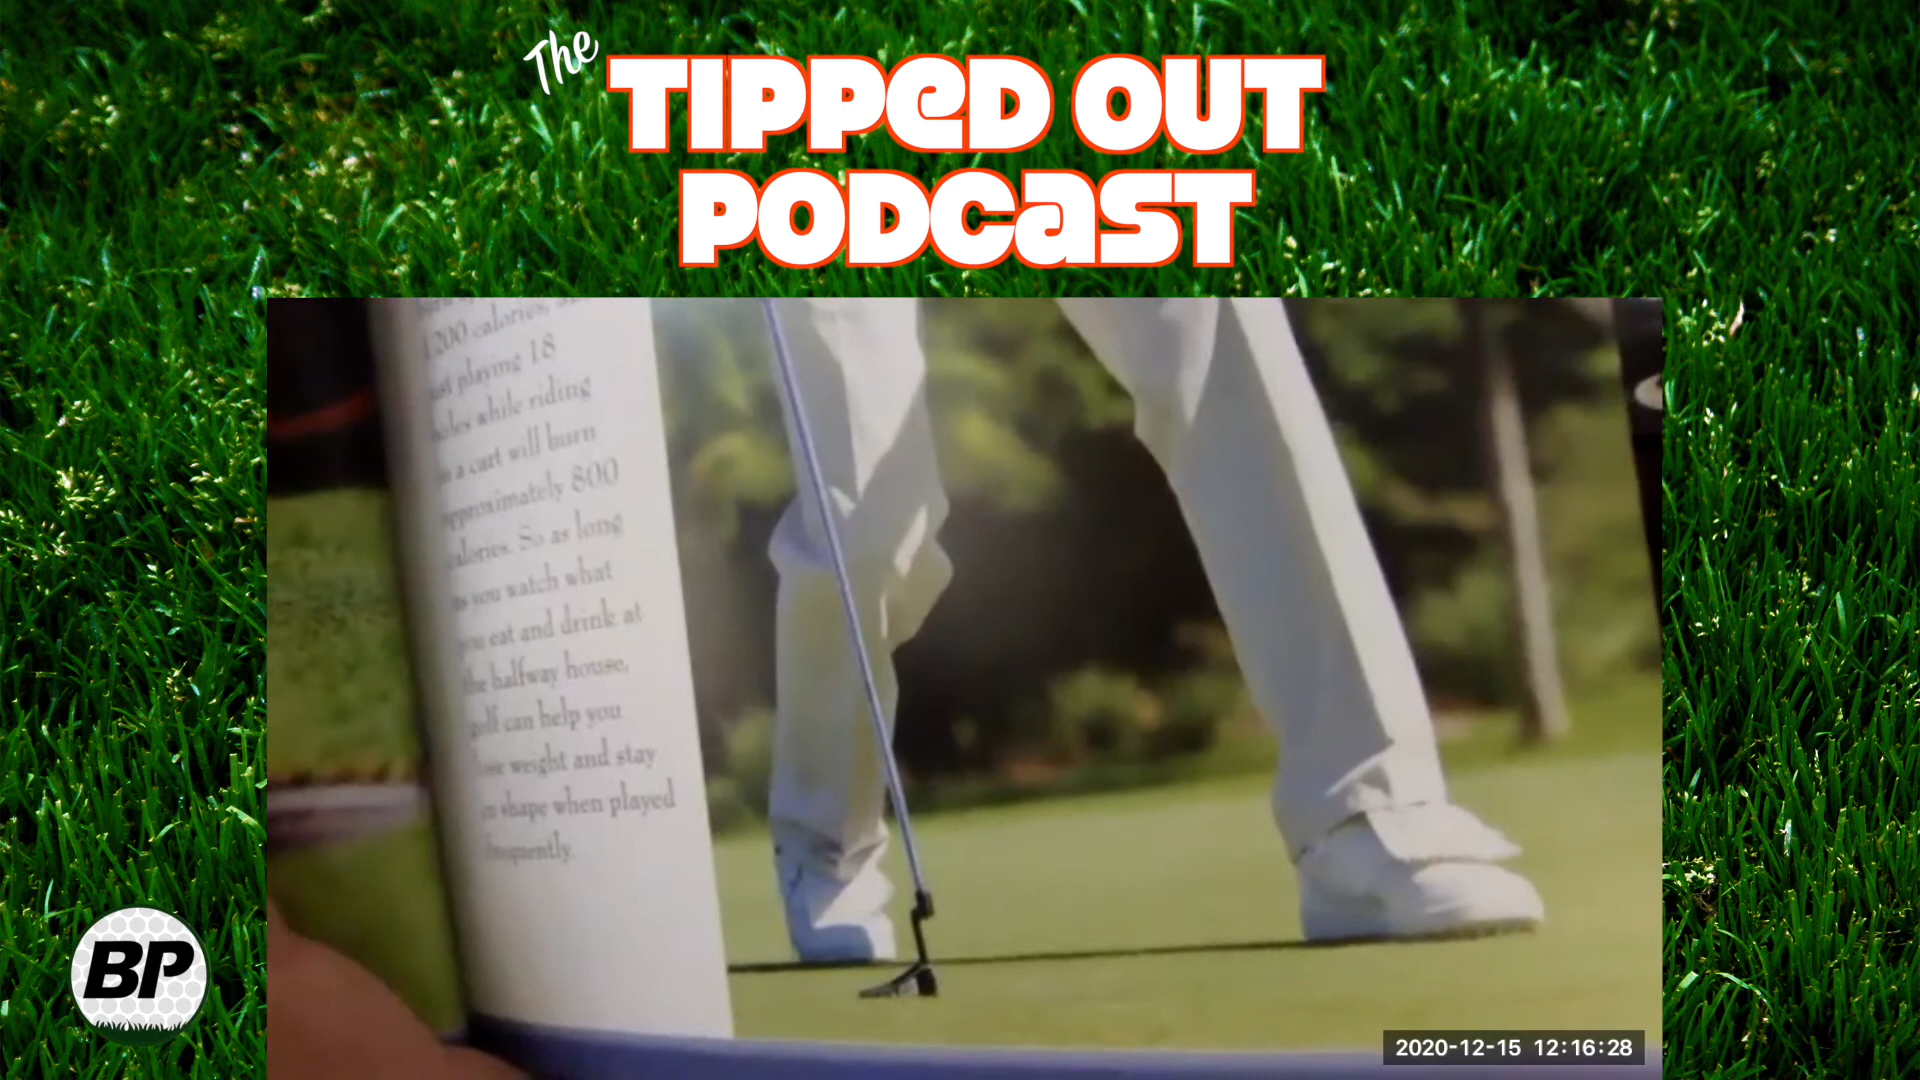 The
TIPPED OUT
PODCAST
1200 calories,
playing 18
while riding
a cart will burn
approximately 800
calories. So as long
as you watch what
you eat and drink at
the halfway house,
golf can help you
lose weight and stay
in shape when played
frequently.
BP
2020-12-15 12:16:28